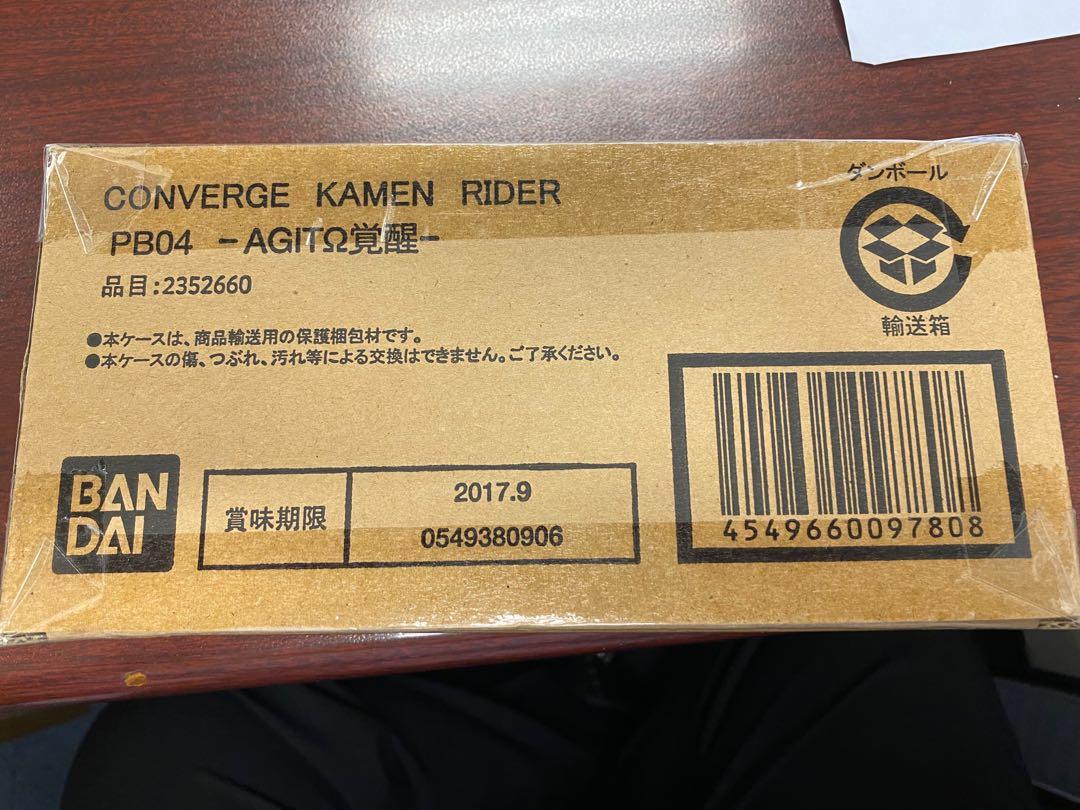 CONVERGE KAMEN RIDER
PB04 -AGITΩ覚醒-
品目:2352660
●本ケースは、商品輸送用の保護梱包材です。
●本ケースの傷、つぶれ、汚れ等による交換はできません。ご了承ください。
ダンボール
輸送箱
BAN
DAI
賞味期限
2017.9
0549380906
4549660097808